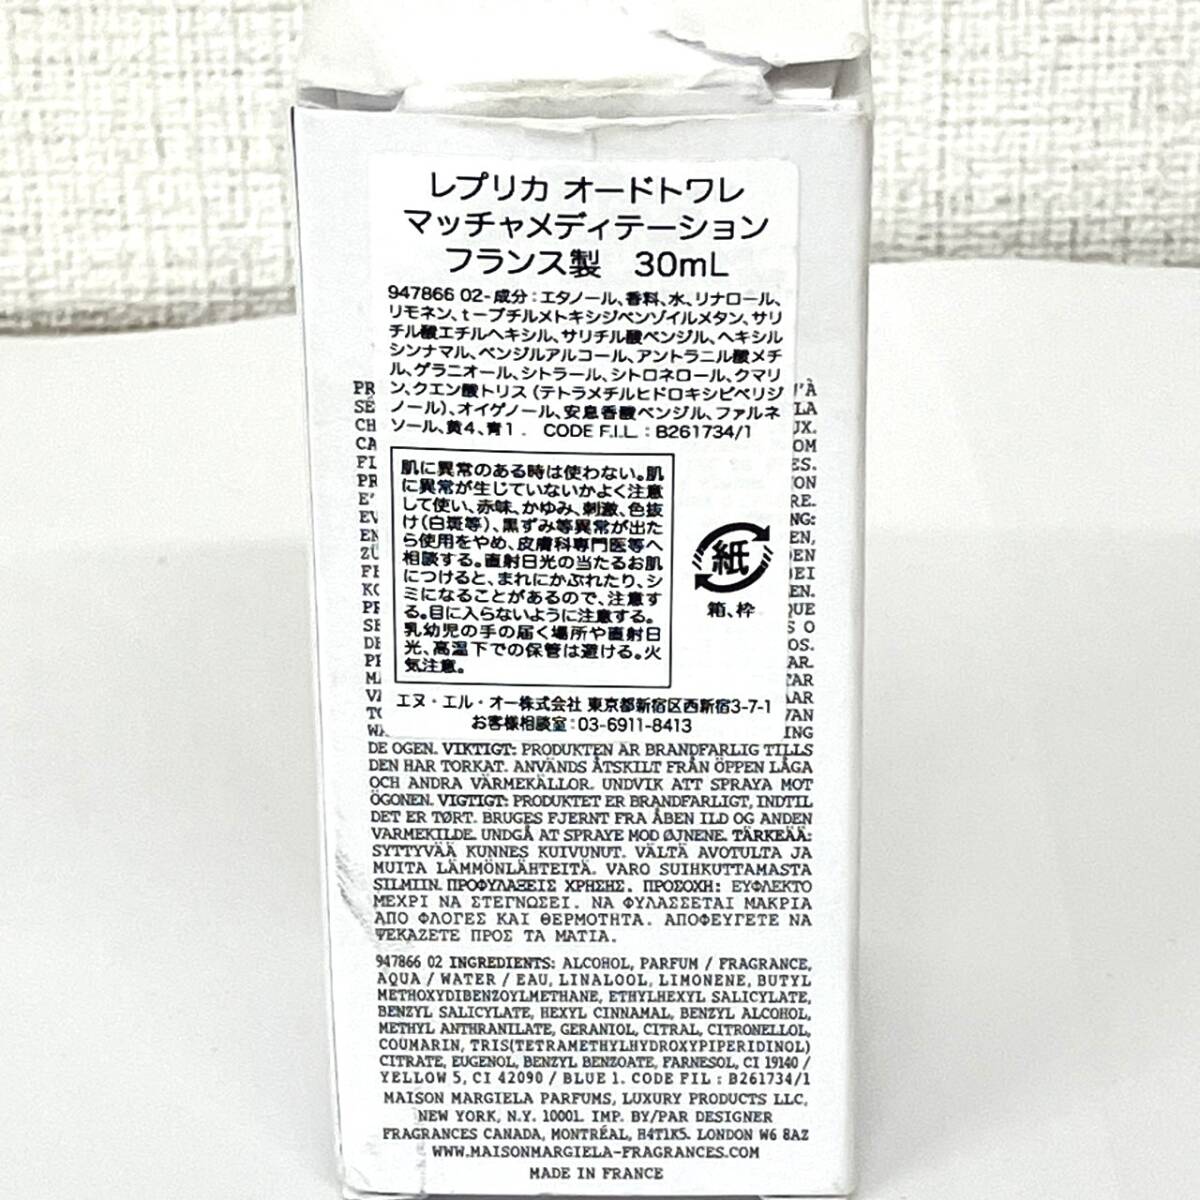 レプリカ オードトワレ
マッチャメディテーション
フランス製 30mL
947866 02-成分:エタノール、香料、水、リナロール、
リモネン、t-ブチルメトキシジベンゾイルメタン、サリ
チル酸エチルヘキシル、サリチル酸ベンジル、ヘキシル
シンナマル、ベンジルアルコール、アントラニル酸メチ
ル、ゲラニオール、シトラール、シトロネロール、クマリ
ン、クエン酸トリス(テトラメチルヒドロキシピペリジ
ノール)、オイゲノール、安息香酸ベンジル、ファルネ
ソール、黄4、青1. CODE F.I.L. : B261734/1
肌に異常のある時は使わない。肌
に異常が生じていないかよく注意
して使い、赤味、かゆみ、刺激、色抜
け(白斑等)、黒ずみ等異常が出た
ら使用をやめ、皮膚科専門医等へ
相談する。直射日光の当たるお肌
につけると、まれにかぶれたり、シ
ミになることがあるので、注意す
る。目に入らないように注意する。
乳幼児の手の届く場所や直射日
光、高温下での保管は避ける。火
気注意。
紙
箱、枠
エヌ・エル・オー株式会社 東京都新宿区西新宿3-7-1
お客様相談室:03-6911-8413
DE OGEN. VIKTIGT: PRODUKTEN ÄR BRANDFARLIG TILLS
DEN HAR TORKAT. ANVÄNDS ÅTSKILT FRÅN ÖPPEN LÅGA
OCH ANDRA VÄRMEKÄLLOR. UNDVIK ATT SPRAYA MOT
ÖGONEN. VIGTIGT: PRODUKTET ER BRANDFARLIGT, INDTIL
DET ER TØRT. BRUGES FJERNT FRA ÅBEN ILD OG ANDEN
VARMEKILDE. UNDGÅ AT SPRAYE MOD ØJNENE. TÄRKEÄÄ:
SYTTYVÄÄ KUNNES KUIVUNUT. VÄLTÄ AVOTULTA JA
MUITA LÄMMÖNLÄHTEITÄ. VARO SUIHKUTTAMASTA
SILMIIN. ΠΡΟΦΥΛΑΞΕΙΣ ΧΡΗΣΗΣ. ΠΡΟΣΟΧΗ: ΕΥΦΛΕΚΤΟ
ΜΕΧΡΙ ΝΑ ΣΤΕΓΝΩΣΕΙ. ΝΑ ΦΥΛΑΣΣΕΤΑΙ ΜΑΚΡΙΑ
ΑΠΟ ΦΛΟΓΕΣ ΚΑΙ ΘΕΡΜΟΤΗΤΑ. ΑΠΟΦΕΥΓΕΤΕ ΝΑ
ΨΕΚΑΖΕΤΕ ΠΡΟΣ ΤΑ ΜΑΤΙΑ.
947866 02 INGREDIENTS: ALCOHOL, PARFUM / FRAGRANCE,
AQUA / WATER / EAU, LINALOOL, LIMONENE, BUTYL
METHOXYDIBENZOYLMETHANE, ETHYLHEXYL SALICYLATE,
BENZYL SALICYLATE, HEXYL CINNAMAL, BENZYL ALCOHOL,
METHYL ANTHRANILATE, GERANIOL, CITRAL, CITRONELLOL,
COUMARIN, TRIS(TETRAMETHYLHYDROXYPIPERIDINOL)
CITRATE, EUGENOL, BENZYL BENZOATE, FARNESOL, CI 19140 /
YELLOW 5, CI 42090 / BLUE 1. CODE FIL : B261734/1
MAISON MARGIELA PARFUMS, LUXURY PRODUCTS LLC,
NEW YORK, N.Y. 10001. IMP. BY/PAR DESIGNER
FRAGRANCES CANADA, MONTRÉAL, H4T1K5. LONDON W6 8AZ
WWW.MAISONMARGIELA-FRAGRANCES.COM
MADE IN FRANCE